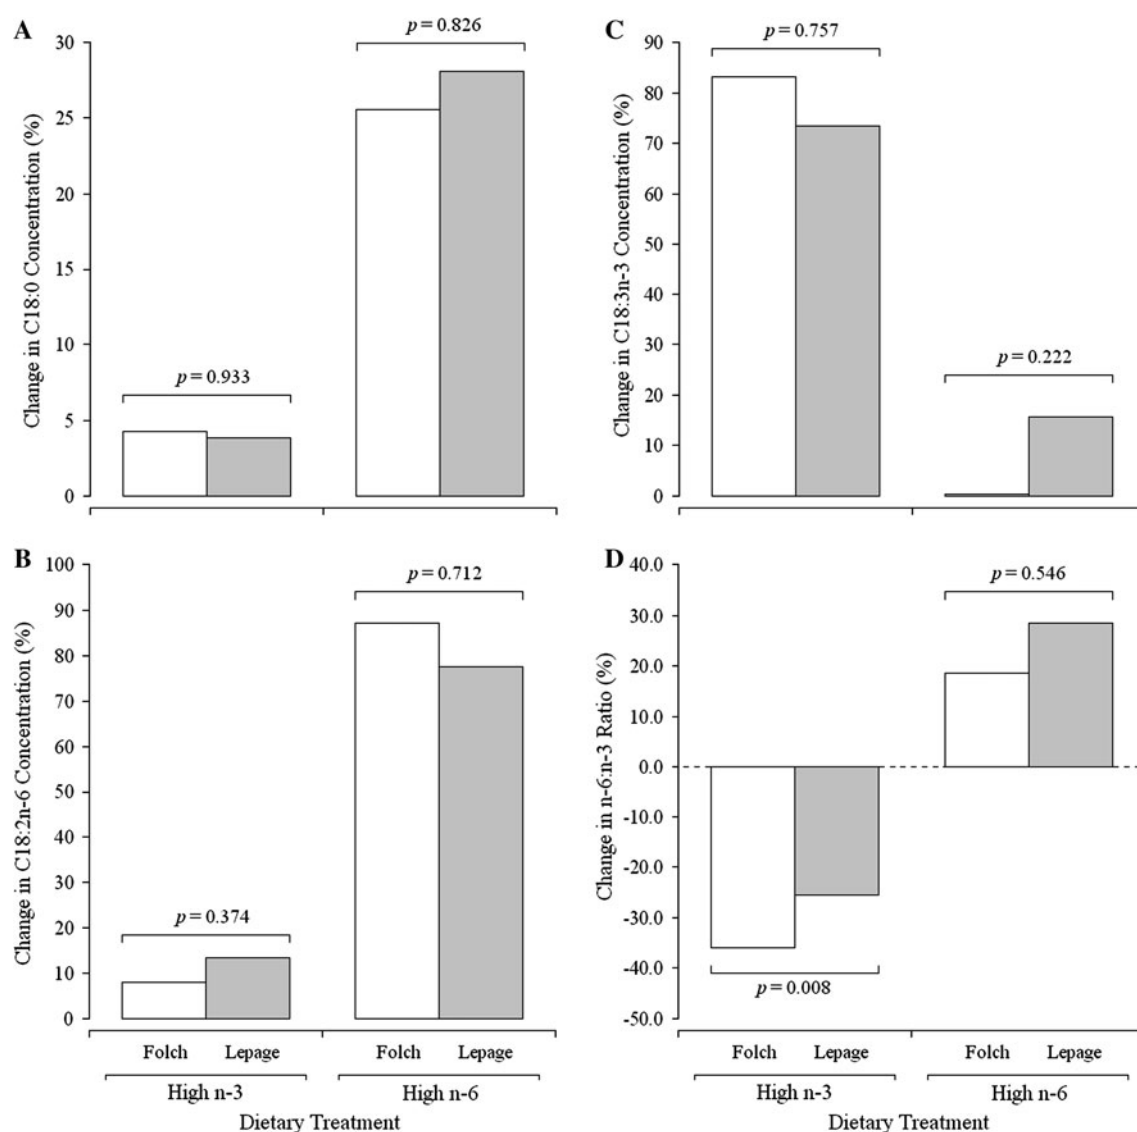 A
Change in C18:0 Concentration (%)
30
25
20
15
10
5
0
p = 0.933
p = 0.826
C
Change in C18:3n-3 Concentration (%)
90
80
70
60
50
40
30
20
10
0
p = 0.757
p = 0.222
B
Change in C18:2n-6 Concentration (%)
100
90
80
70
60
50
40
30
20
10
0
p = 0.374
p = 0.712
Folch Lepage Folch Lepage
High n-3 High n-6
Dietary Treatment
D
Change in n-6:n-3 Ratio (%)
40.0
30.0
20.0
10.0
0.0
-10.0
-20.0
-30.0
-40.0
-50.0
p = 0.546
p = 0.008
Folch Lepage Folch Lepage
High n-3 High n-6
Dietary Treatment